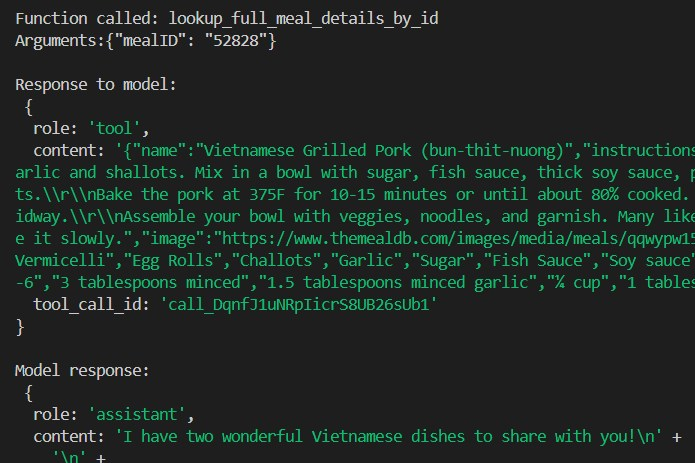 Function called: lookup_full_meal_details_by_id
Arguments:{"mealID": "52828"}
Response to model:
{
role: 'tool',
content: '{"name":"Vietnamese Grilled Pork (bun-thit-nuong)","instructions
arlic and shallots. Mix in a bowl with sugar, fish sauce, thick soy sauce, p
ts.\\r\\nBake the pork at 375F for 10-15 minutes or until about 80% cooked.
idway.\\r\\nAssemble your bowl with veggies, noodles, and garnish. Many like
e it slowly.","image":"https://www.themealdb.com/images/media/meals/qqwypw15
Vermicelli","Egg Rolls","Challots","Garlic","Sugar","Fish Sauce","Soy sauce"
-6","3 tablespoons minced","1.5 tablespoons minced garlic","¼ cup","1 tables
tool_call_id: 'call_DqnfJ1uNRpIicrS8UB26sUb1'
}
Model response:
{
role: 'assistant',
content: 'I have two wonderful Vietnamese dishes to share with you!\n' +
'\n' +